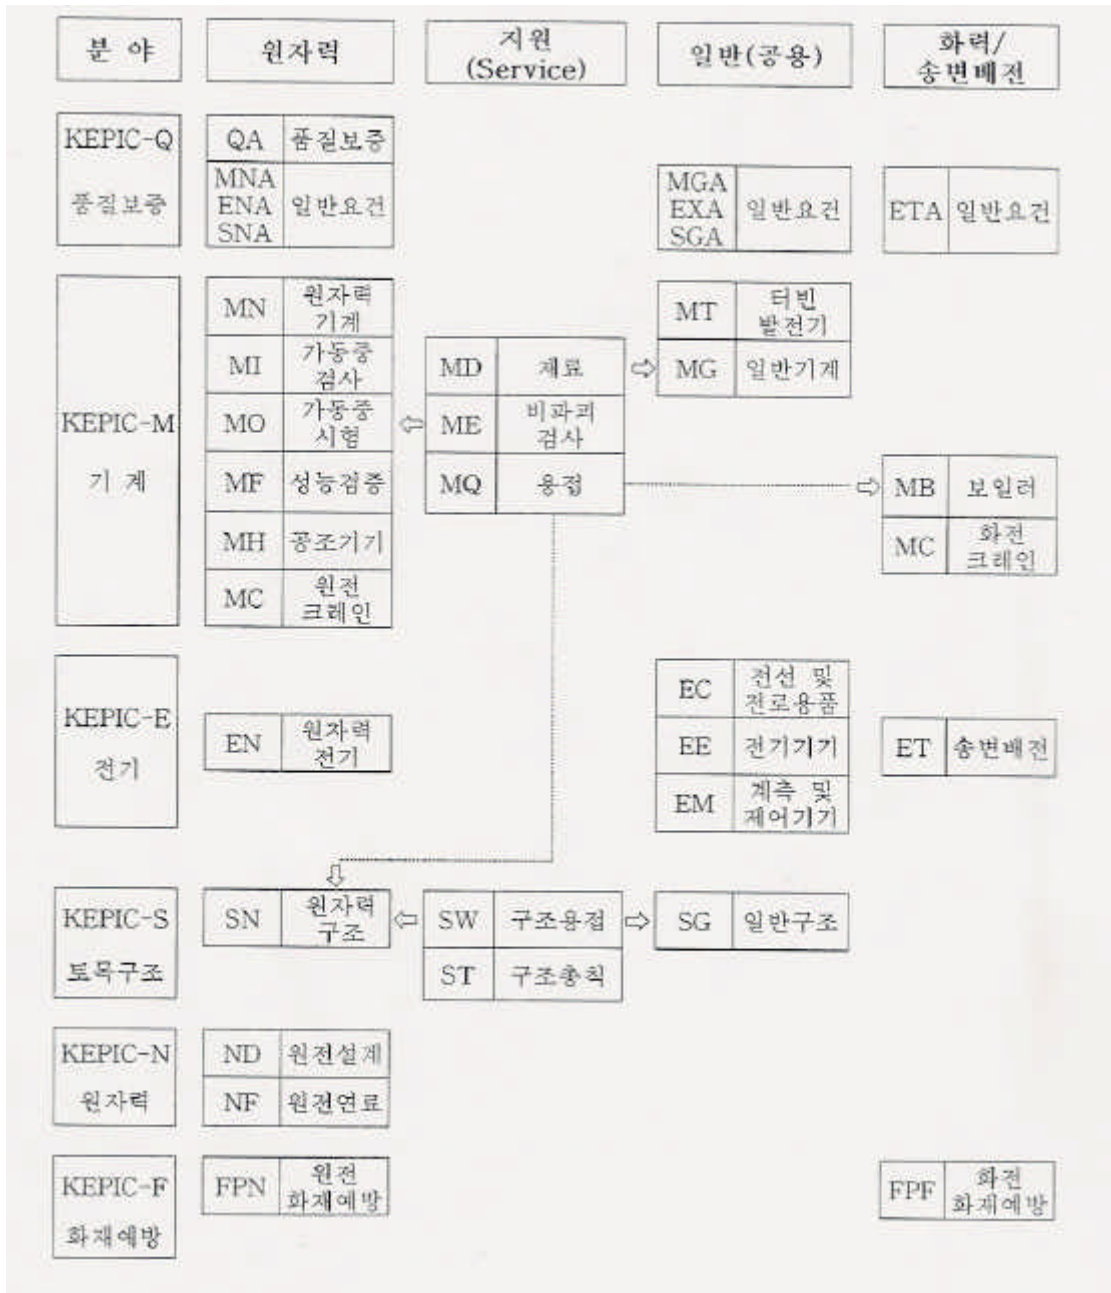 분 야
원자력
지원
(Service)
일반(공용)
화력/
송변배전
KEPIC-Q
품질보증
QA 품질보증
MNA
ENA
SNA
일반요건
MGA
EXA
SGA
일반요건
ETA 일반요건
KEPIC-M
기 계
MN 원자력
기계
MI 가동중
검사
MO 가동중
시험
MF 성능검증
MH 공조기기
MC 원전
크레인
MD 재료
ME 비파괴
검사
MQ 용접
MT 터빈
발전기
MG 일반기계
MB 보일러
MC 화전
크레인
KEPIC-E
전기
EN 원자력
전기
EC 전선 및
전로용품
EE 전기기기
EM 계측 및
제어기기
ET 송변배전
KEPIC-S
토목구조
SN 원자력
구조
SW 구조용접
ST 구조총칙
SG 일반구조
KEPIC-N
원자력
ND 원전설계
NF 원전연료
KEPIC-F
화재예방
FPN 원전
화재예방
FPF 화전
화재예방